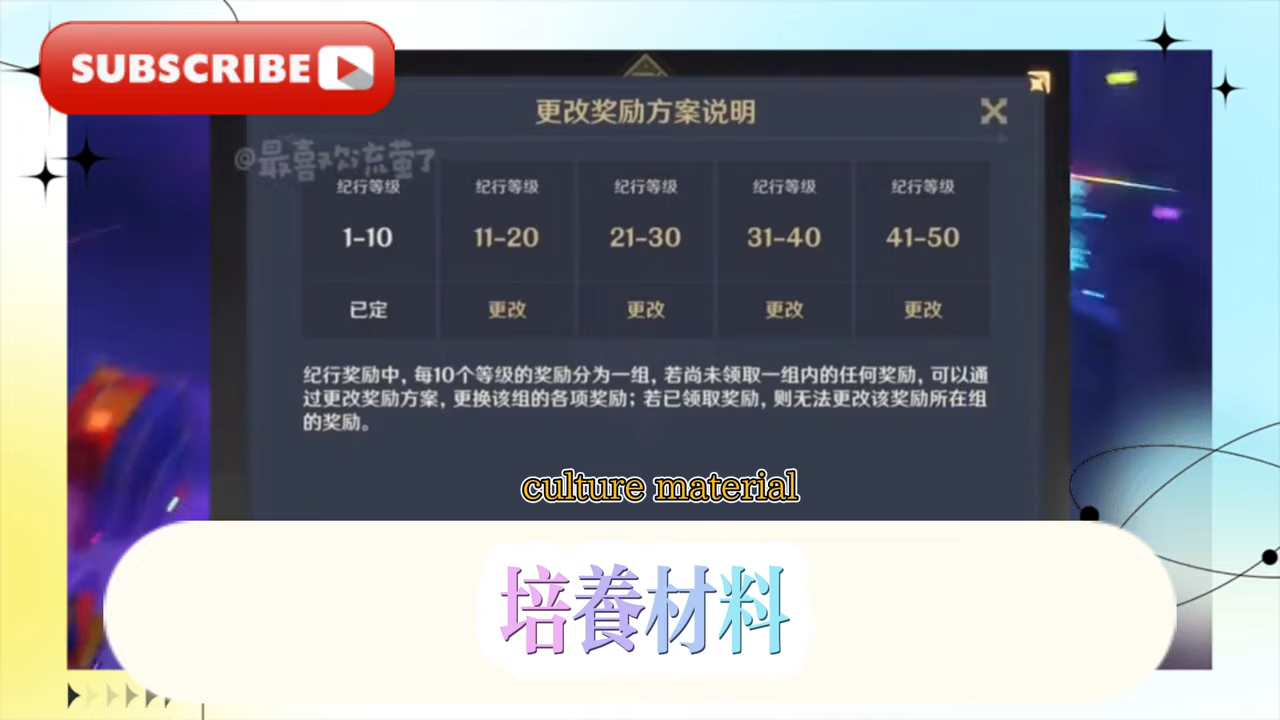 SUBSCRIBE
更改奖励方案说明
@最喜欢流萤了
纪行等级 纪行等级 纪行等级 纪行等级 纪行等级
1-10 11-20 21-30 31-40 41-50
已定 更改 更改 更改 更改
纪行奖励中，每10个等级的奖励分为一组，若尚未领取一组内的任何奖励，可以通
过更改奖励方案，更换该组的各项奖励；若已领取奖励，则无法更改该奖励所在组
的奖励。
culture material
培養材料